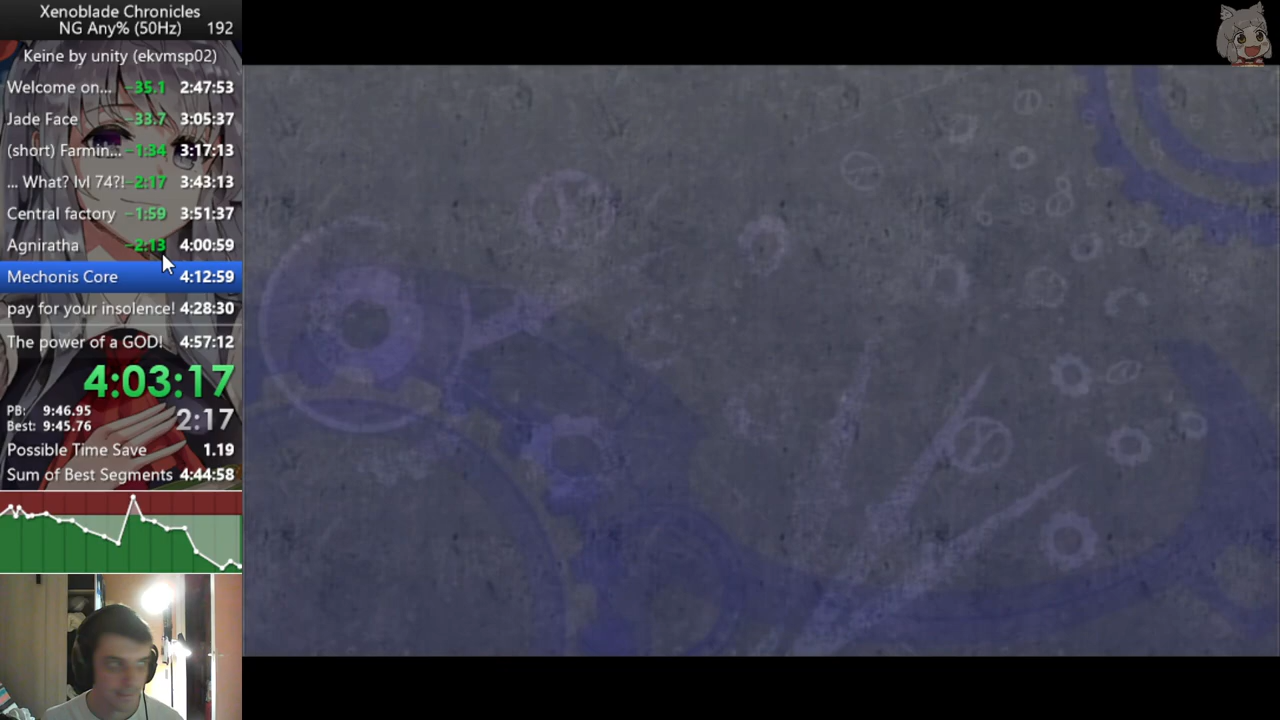 Xenoblade Chronicles
NG Any% (50Hz) 192
Keine by unity (ekvmsp02)
Welcome on... -35.1 2:47:53
Jade Face -33.7 3:05:37
(short) Farmin... -1:34 3:17:13
... What? lvl 74?! -2:17 3:43:13
Central factory -1:59 3:51:37
Agniratha -2:13 4:00:59
Mechonis Core 4:12:59
pay for your insolence! 4:28:30
The power of a GOD! 4:57:12
4:03:17
PB: 9:46.95
Best: 9:45.76
2:17
Possible Time Save 1.19
Sum of Best Segments 4:44:58